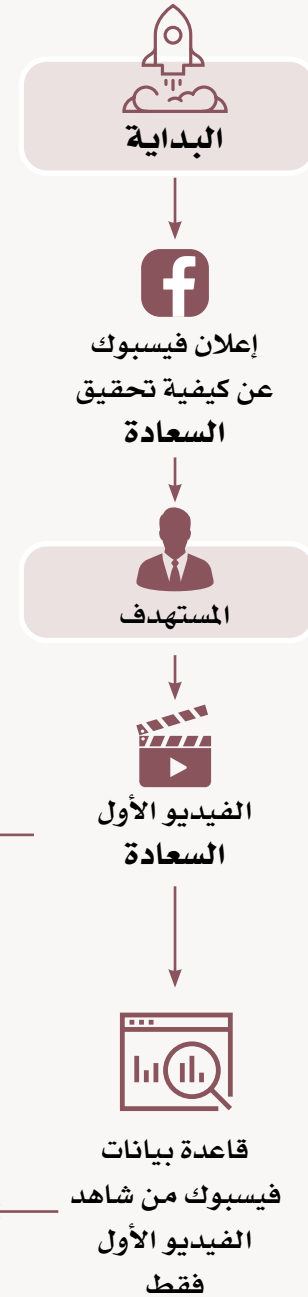 البداية
إعلان فيسبوك
عن كيفية تحقيق
السعادة
المستهدف
الفيديو الأول
السعادة
قاعدة بيانات
فيسبوك من شاهد
الفيديو الأول
فقط